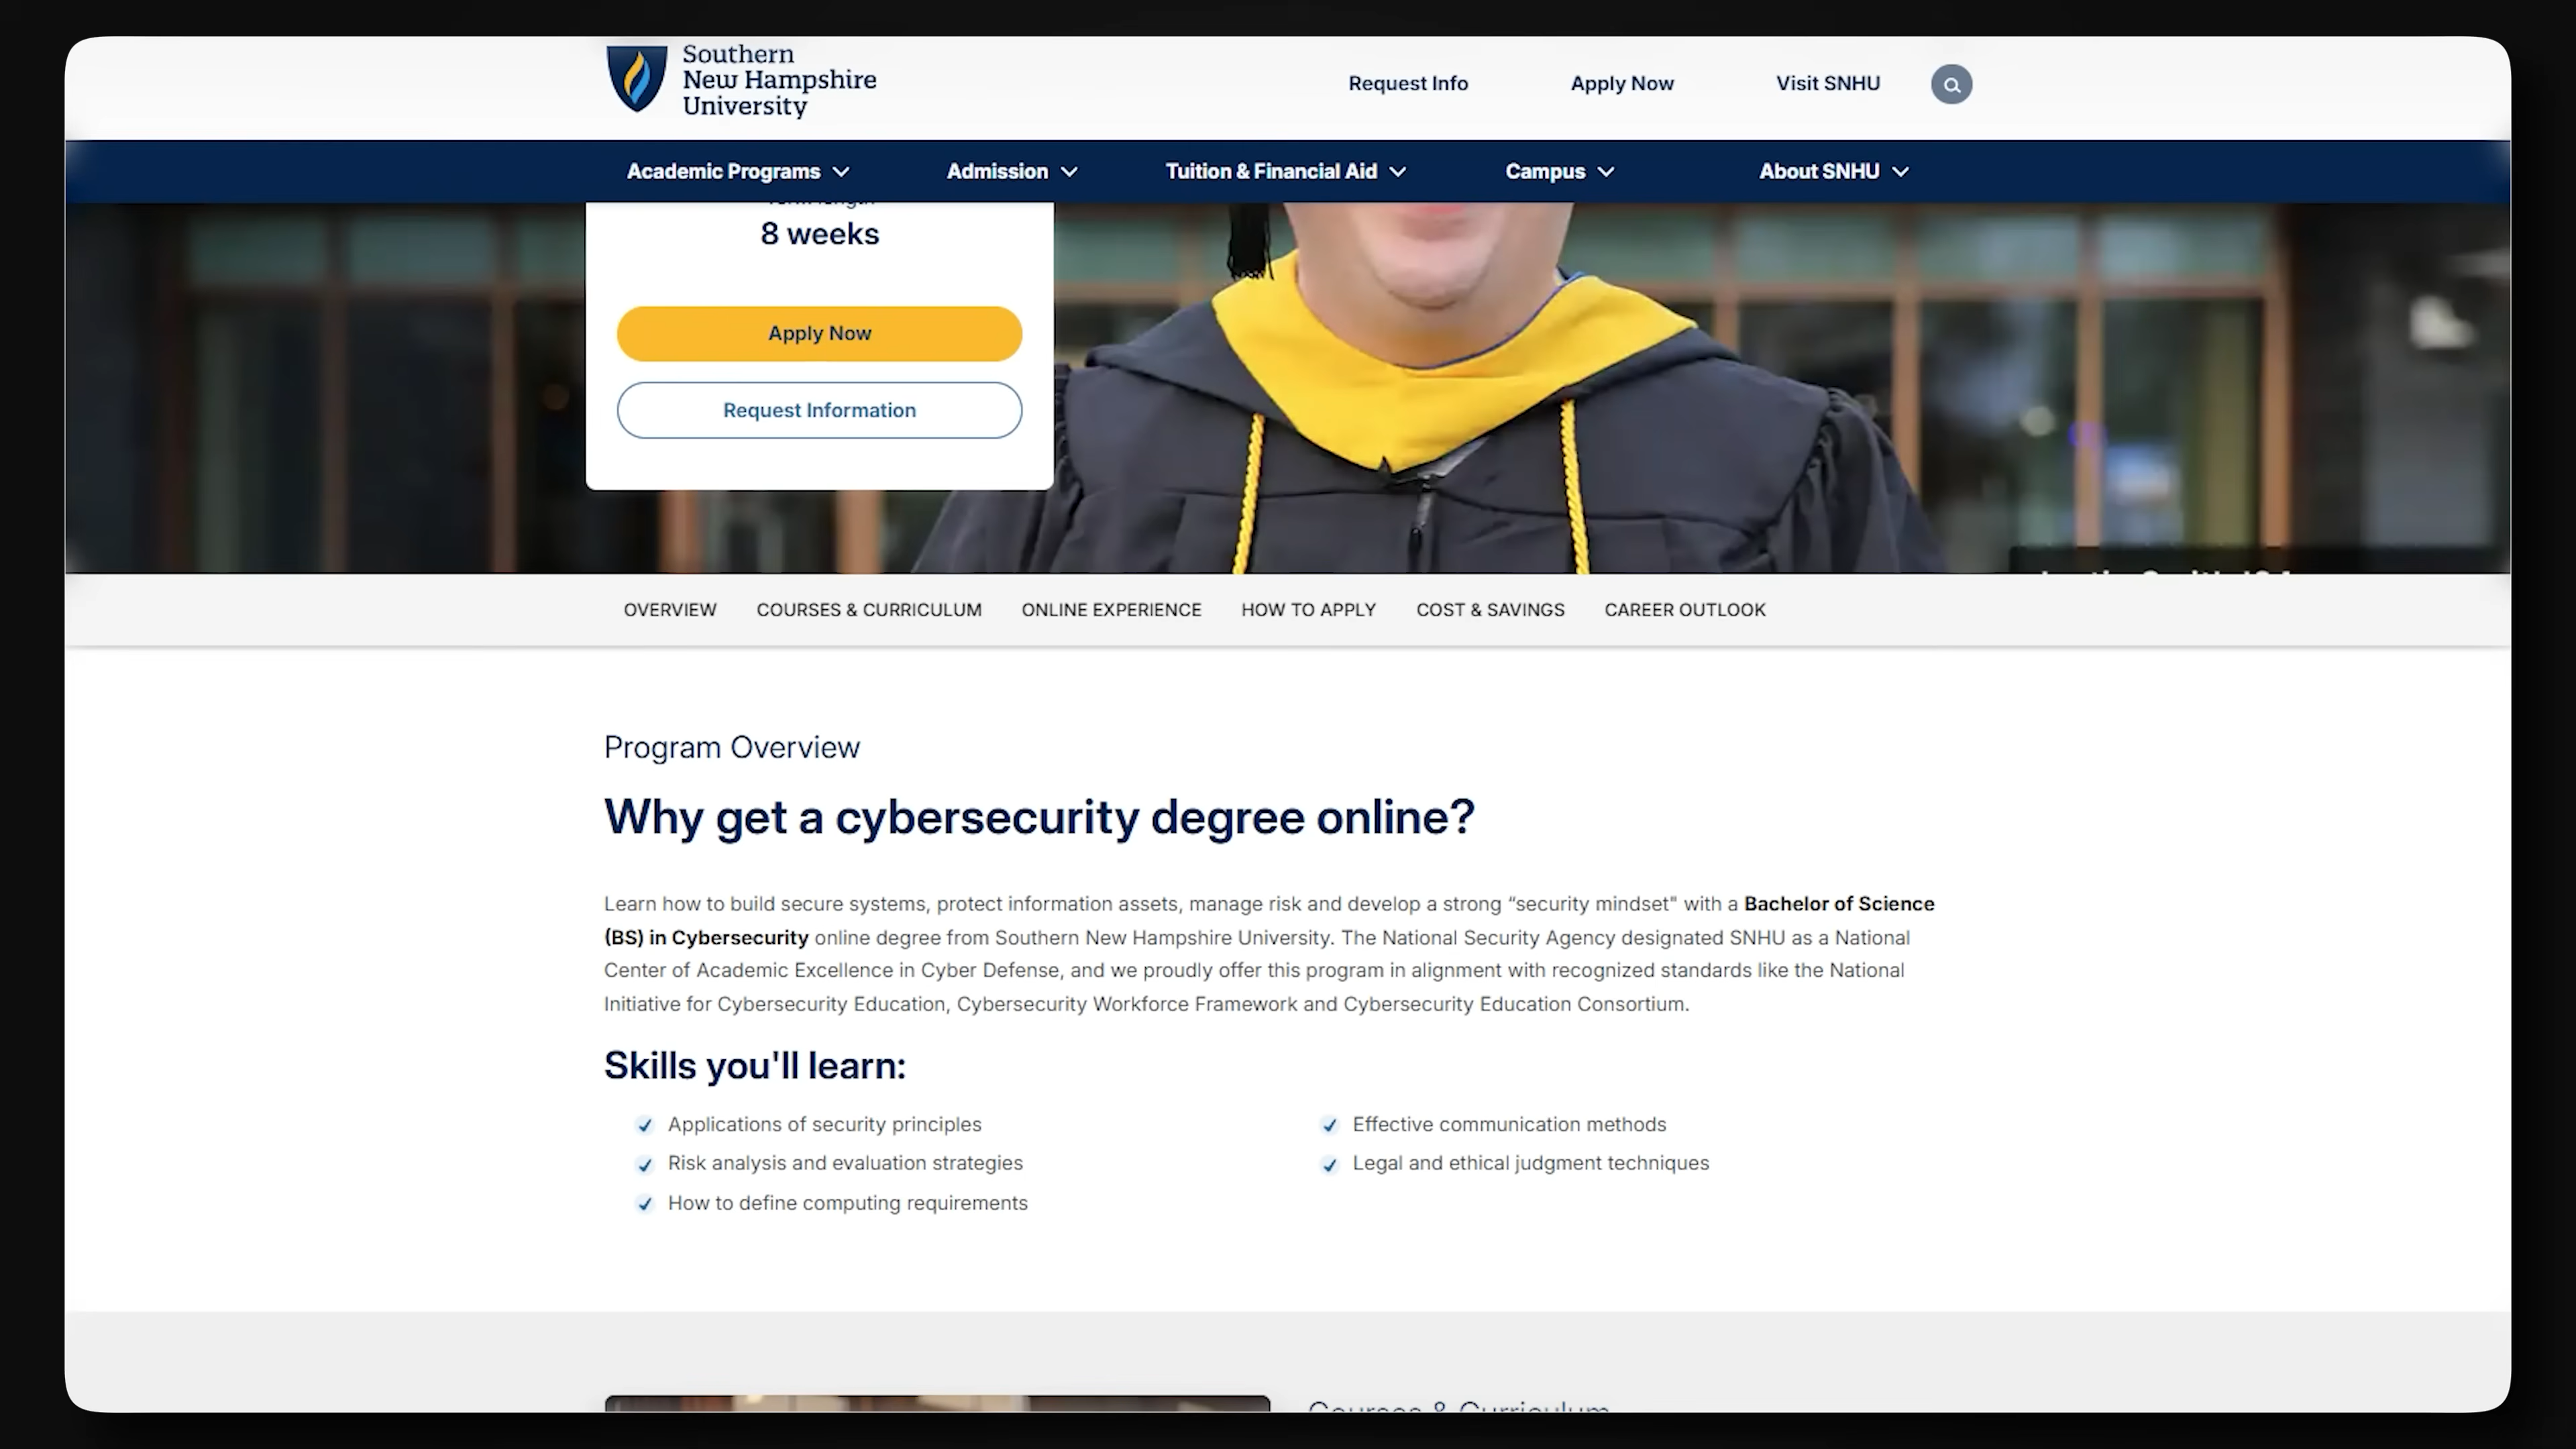 Southern
New Hampshire
University
Request Info
Apply Now
Visit SNHU
Academic Programs
Admission
Tuition & Financial Aid
Campus
About SNHU
8 weeks
Apply Now
Request Information
OVERVIEW
COURSES & CURRICULUM
ONLINE EXPERIENCE
HOW TO APPLY
COST & SAVINGS
CAREER OUTLOOK
Program Overview
Why get a cybersecurity degree online?
Learn how to build secure systems, protect information assets, manage risk and develop a strong “security mindset" with a Bachelor of Science
(BS) in Cybersecurity online degree from Southern New Hampshire University. The National Security Agency designated SNHU as a National
Center of Academic Excellence in Cyber Defense, and we proudly offer this program in alignment with recognized standards like the National
Initiative for Cybersecurity Education, Cybersecurity Workforce Framework and Cybersecurity Education Consortium.
Skills you'll learn:
Applications of security principles
Risk analysis and evaluation strategies
How to define computing requirements
Effective communication methods
Legal and ethical judgment techniques
Courses & Curriculum